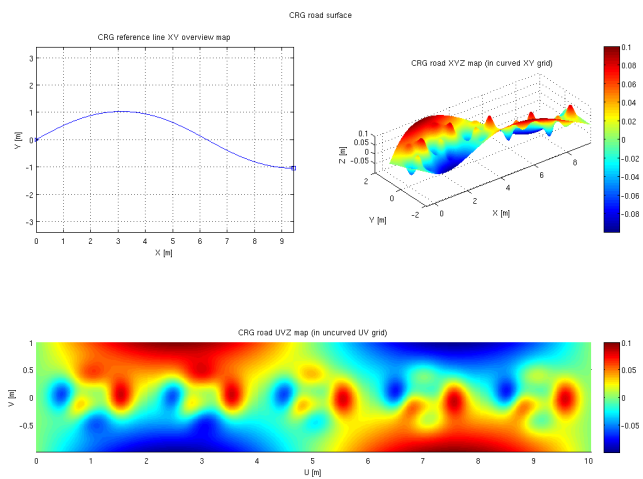 CRG road surface
CRG reference line XY overview map
3
2
1
0
-1
-2
-3
Y [m]
0 1 2 3 4 5 6 7 8 9
X [m]
CRG road XYZ map (in curved XY grid)
0.1
0.05
0
-0.05
Z [m]
2
0
-2
Y [m]
0 2 4 6 8
X [m]
0.1
0.08
0.06
0.04
0.02
0
-0.02
-0.04
-0.06
-0.08
CRG road UVZ map (in uncurved UV grid)
1
0.5
0
-0.5
V [m]
0 1 2 3 4 5 6 7 8 9 10
U [m]
0.1
0.05
0
-0.05